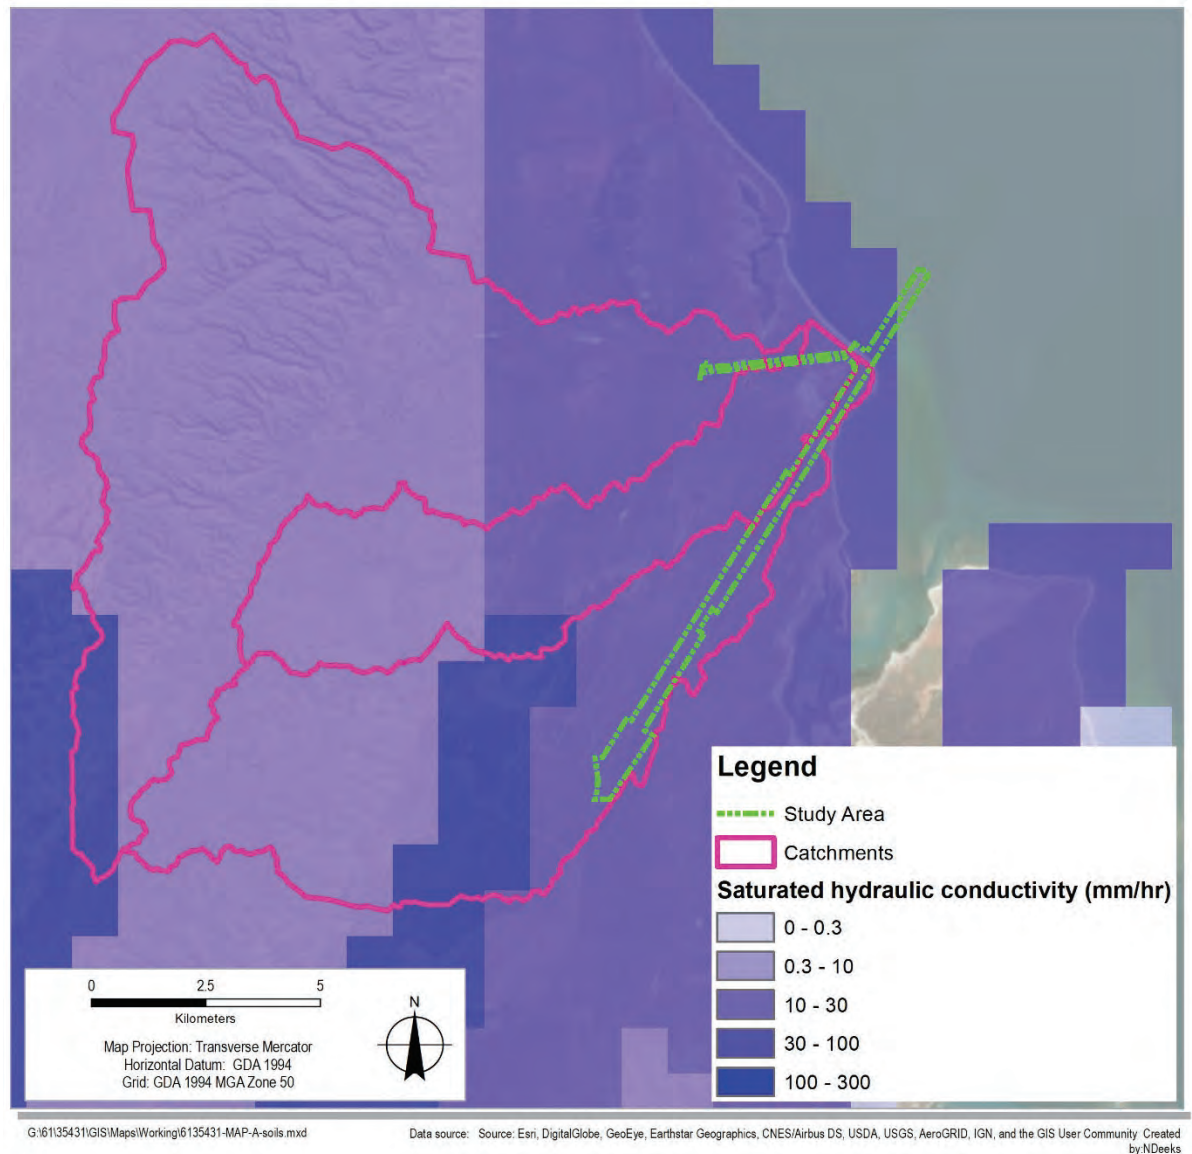 Legend
Study Area
Catchments
Saturated hydraulic conductivity (mm/hr)
0 - 0.3
0.3 - 10
10 - 30
30 - 100
100 - 300
0 2.5 5
Kilometers
N
Map Projection: Transverse Mercator
Horizontal Datum: GDA 1994
Grid: GDA 1994 MGA Zone 50
G:\61\35431\GIS\Maps\Working\6135431-MAP-A-soils.mxd
Data source: Source: Esri, DigitalGlobe, GeoEye, Earthstar Geographics, CNES/Airbus DS, USDA, USGS, AeroGRID, IGN, and the GIS User Community Created
by:NDeeks